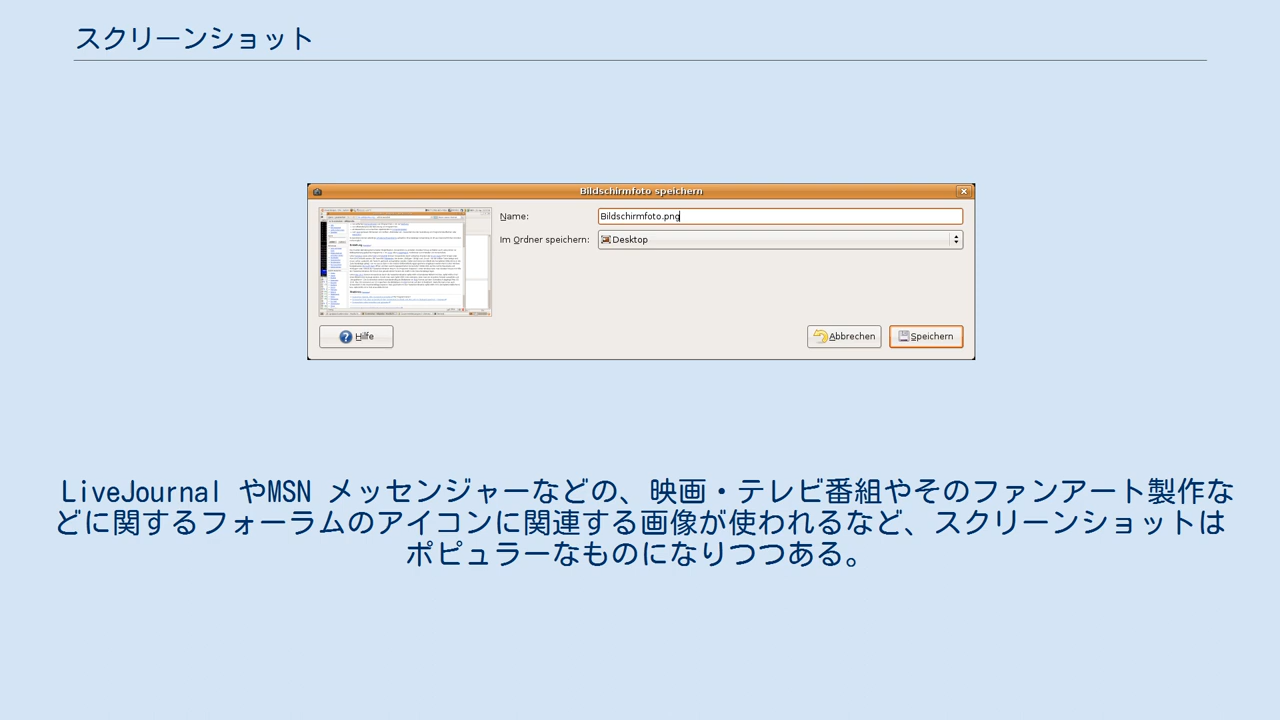 スクリーンショット
Bildschirmfoto speichern
Name: Bildschirmfoto.png
Im Ordner speichern: Desktop
Hilfe Abbrechen Speichern
LiveJournal やMSN メッセンジャーなどの、映画・テレビ番組やそのファンアート製作な
どに関するフォーラムのアイコンに関連する画像が使われるなど、スクリーンショットは
ポピュラーなものになりつつある。